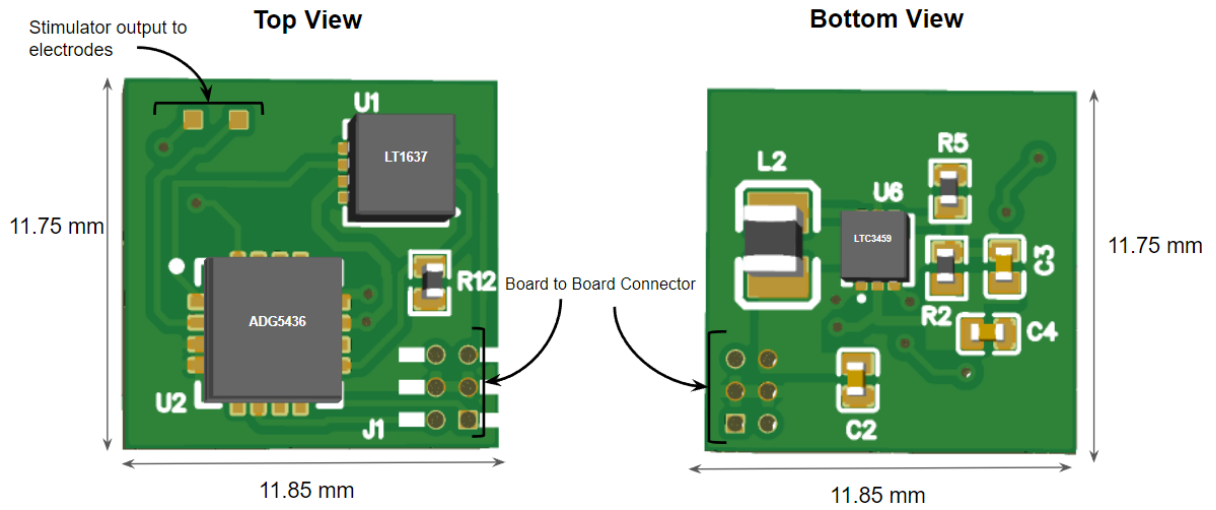 Top View
Bottom View
Stimulator output to
electrodes
U1
LT1637
11.75 mm
R12
ADG5436
U2
J1
11.85 mm
Board to Board Connector
L2
R5
U6
LTC3459
C3
R2
C4
C2
11.75 mm
11.85 mm